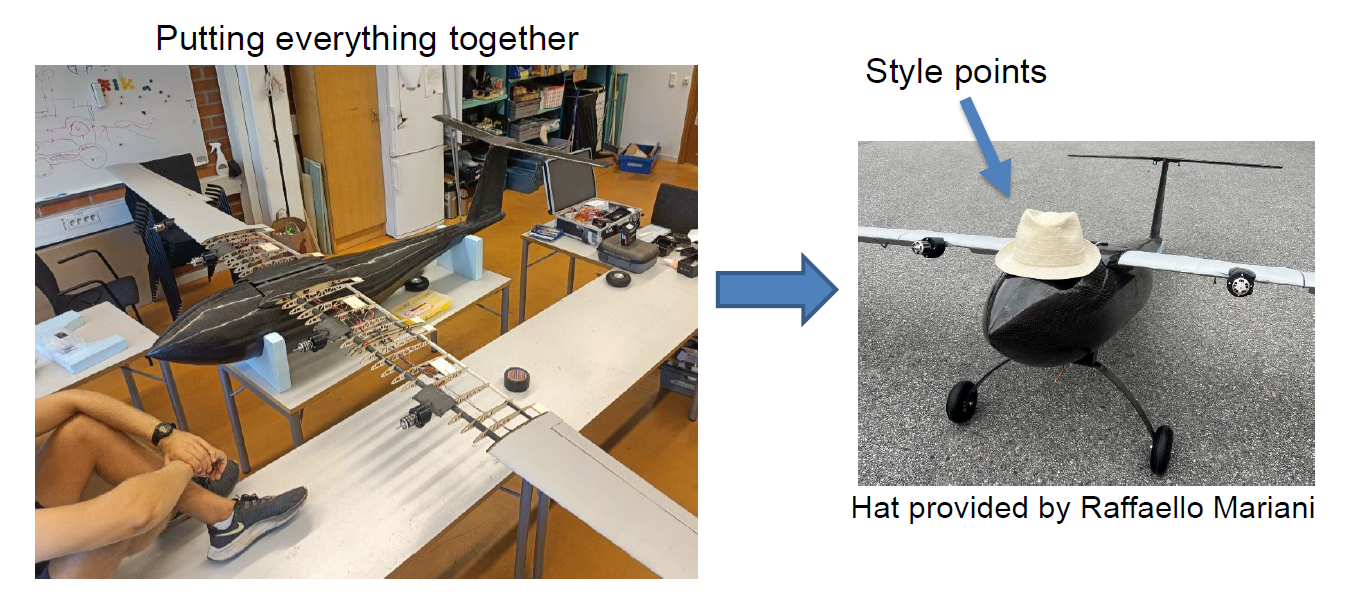 Putting everything together
Style points
Hat provided by Raffaello Mariani